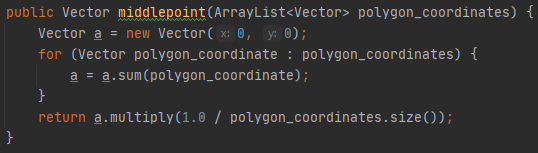 public Vector middlepoint(ArrayList<Vector> polygon_coordinates) {
    Vector a = new Vector( x: 0, y: 0);
    for (Vector polygon_coordinate : polygon_coordinates) {
        a = a.sum(polygon_coordinate);
    }
    return a.multiply(1.0 / polygon_coordinates.size());
}